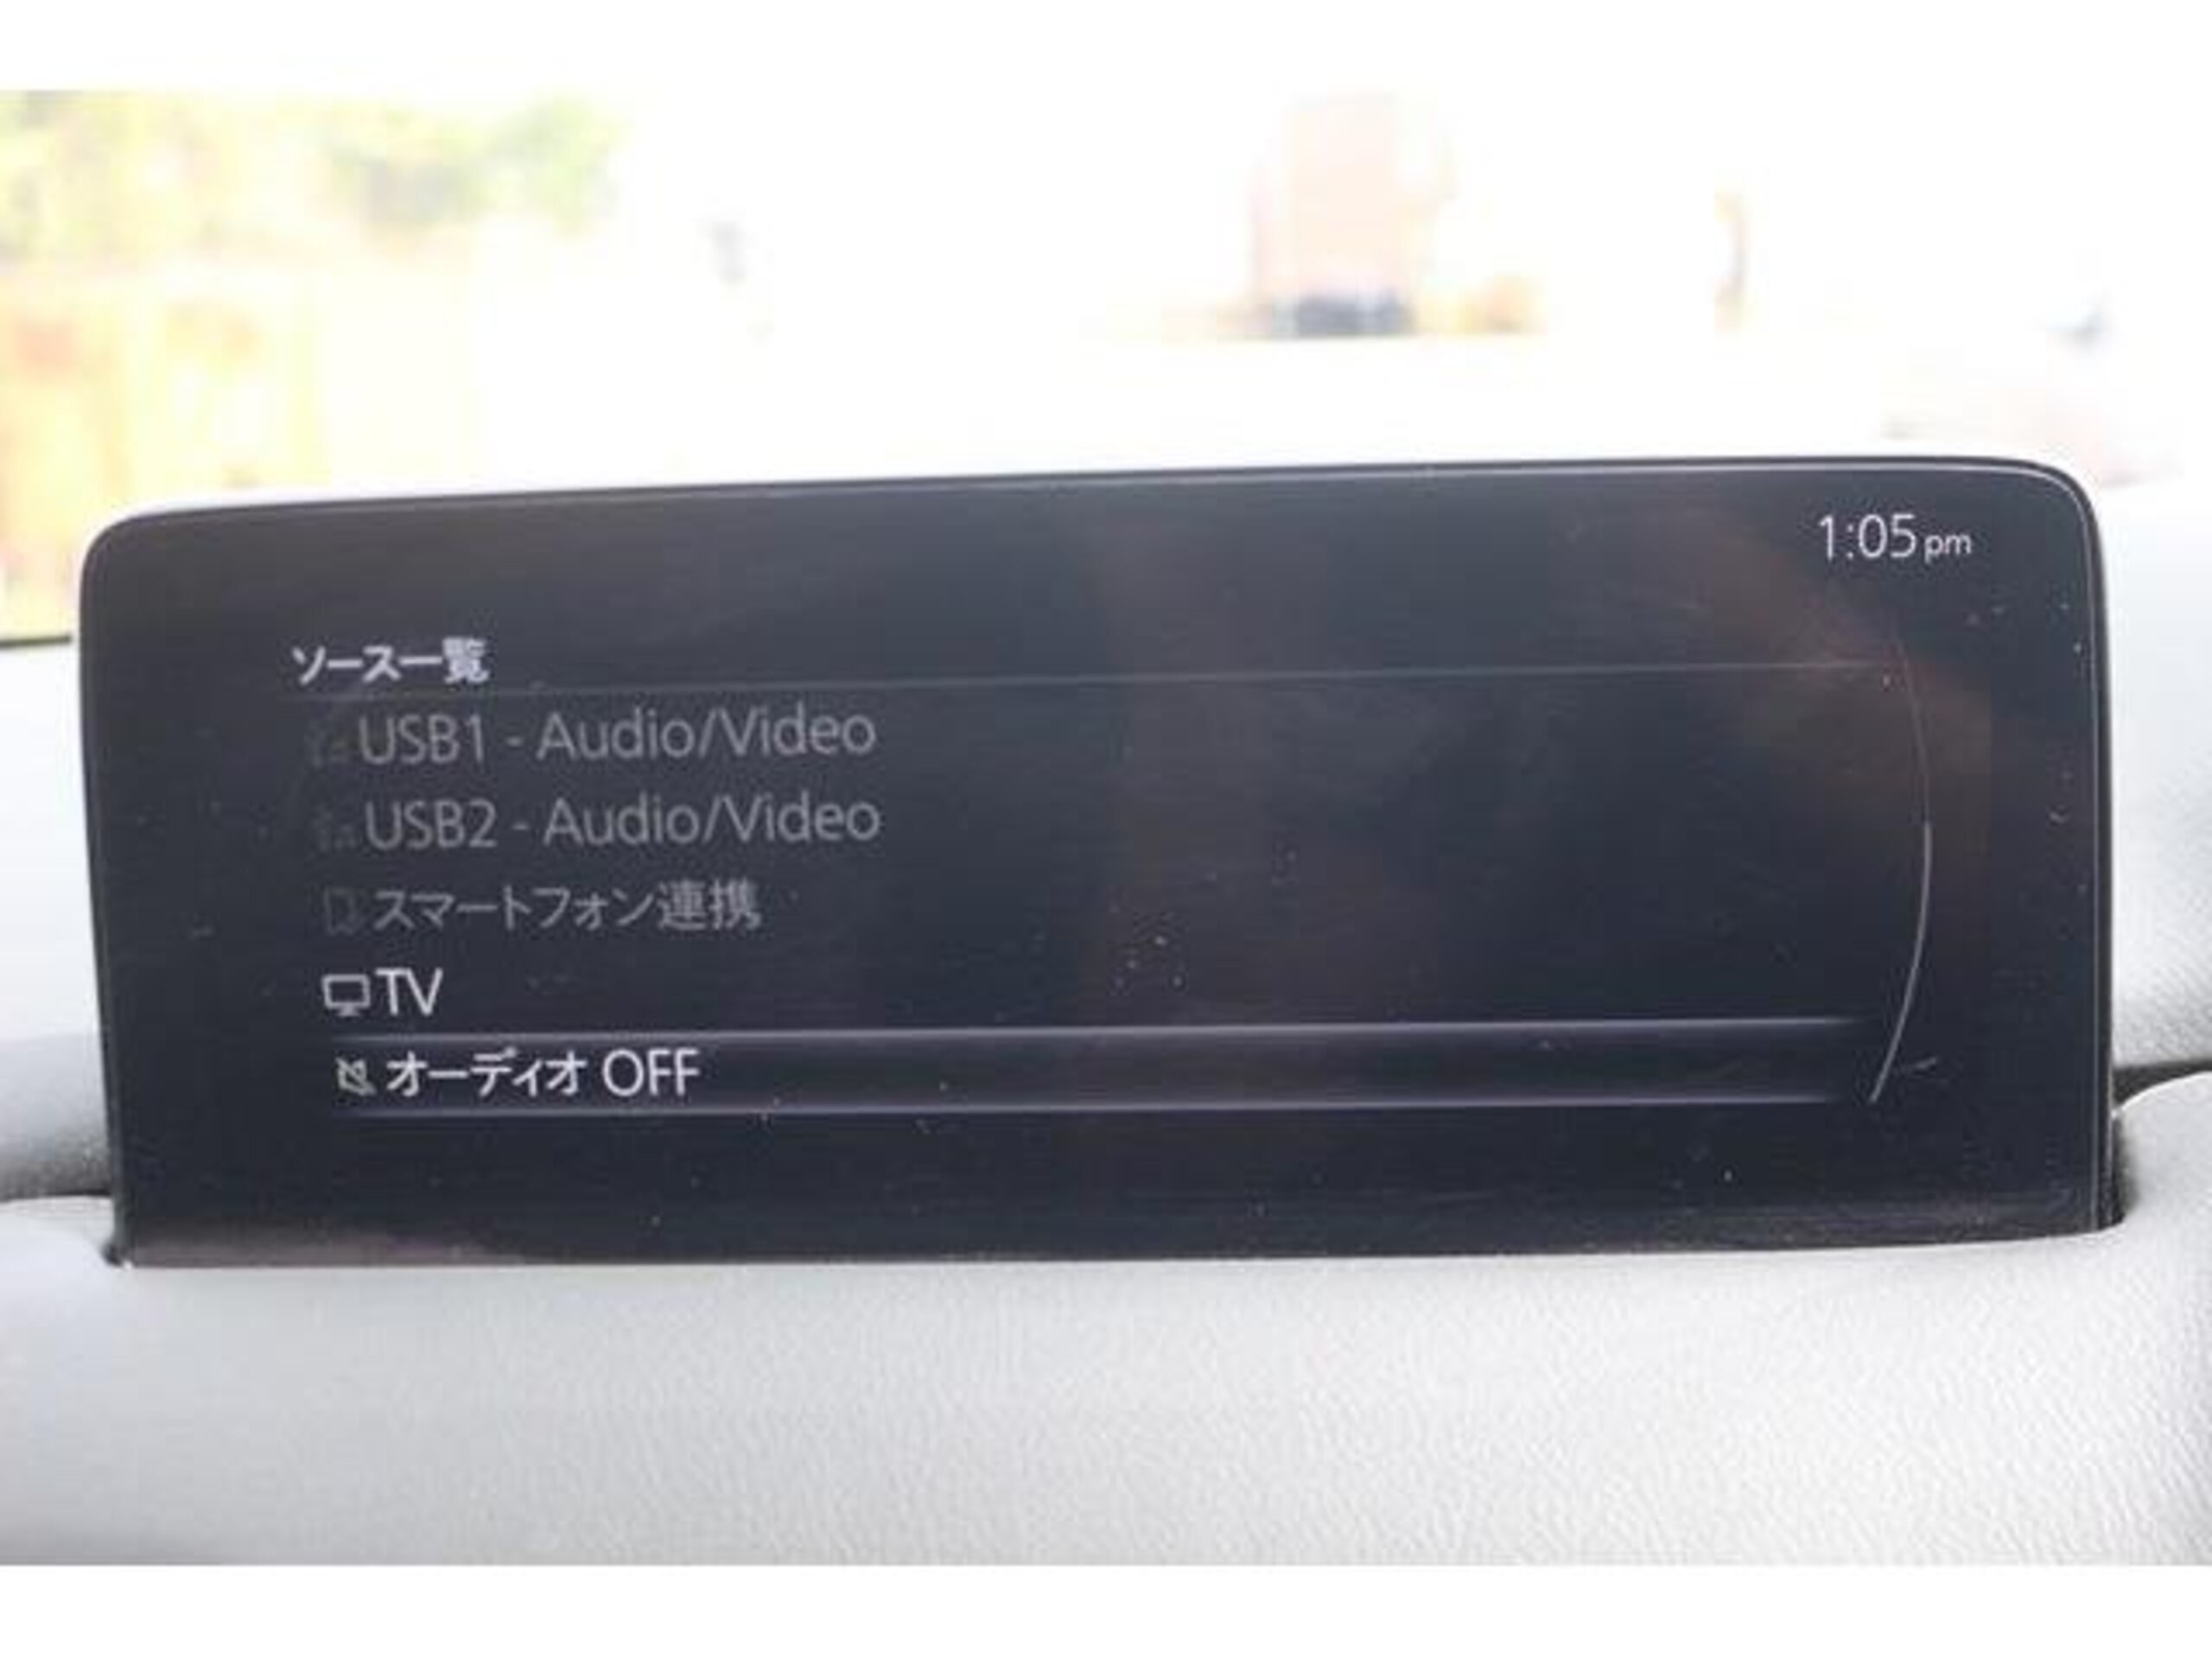 1:05pm
ソース一覧
USB1 - Audio/Video
USB2 - Audio/Video
スマートフォン連携
TV
オーディオ OFF